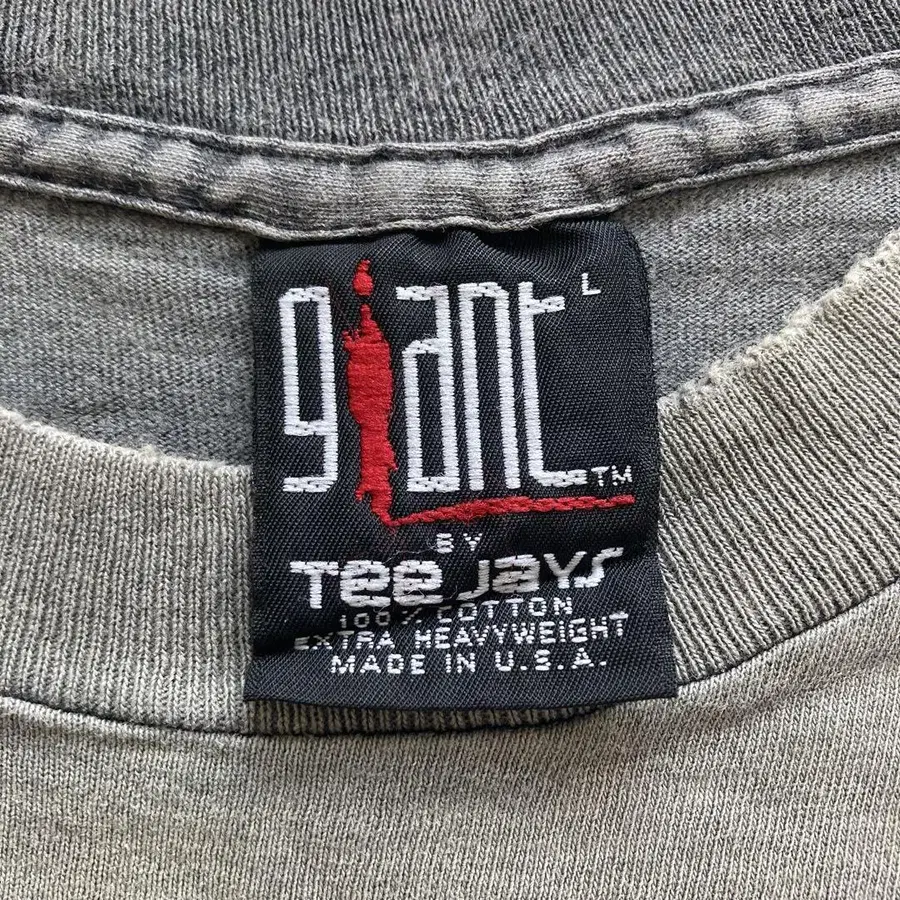 giant L
TM
BY
Tee Jays
100% COTTON
EXTRA HEAVYWEIGHT
MADE IN U.S.A.